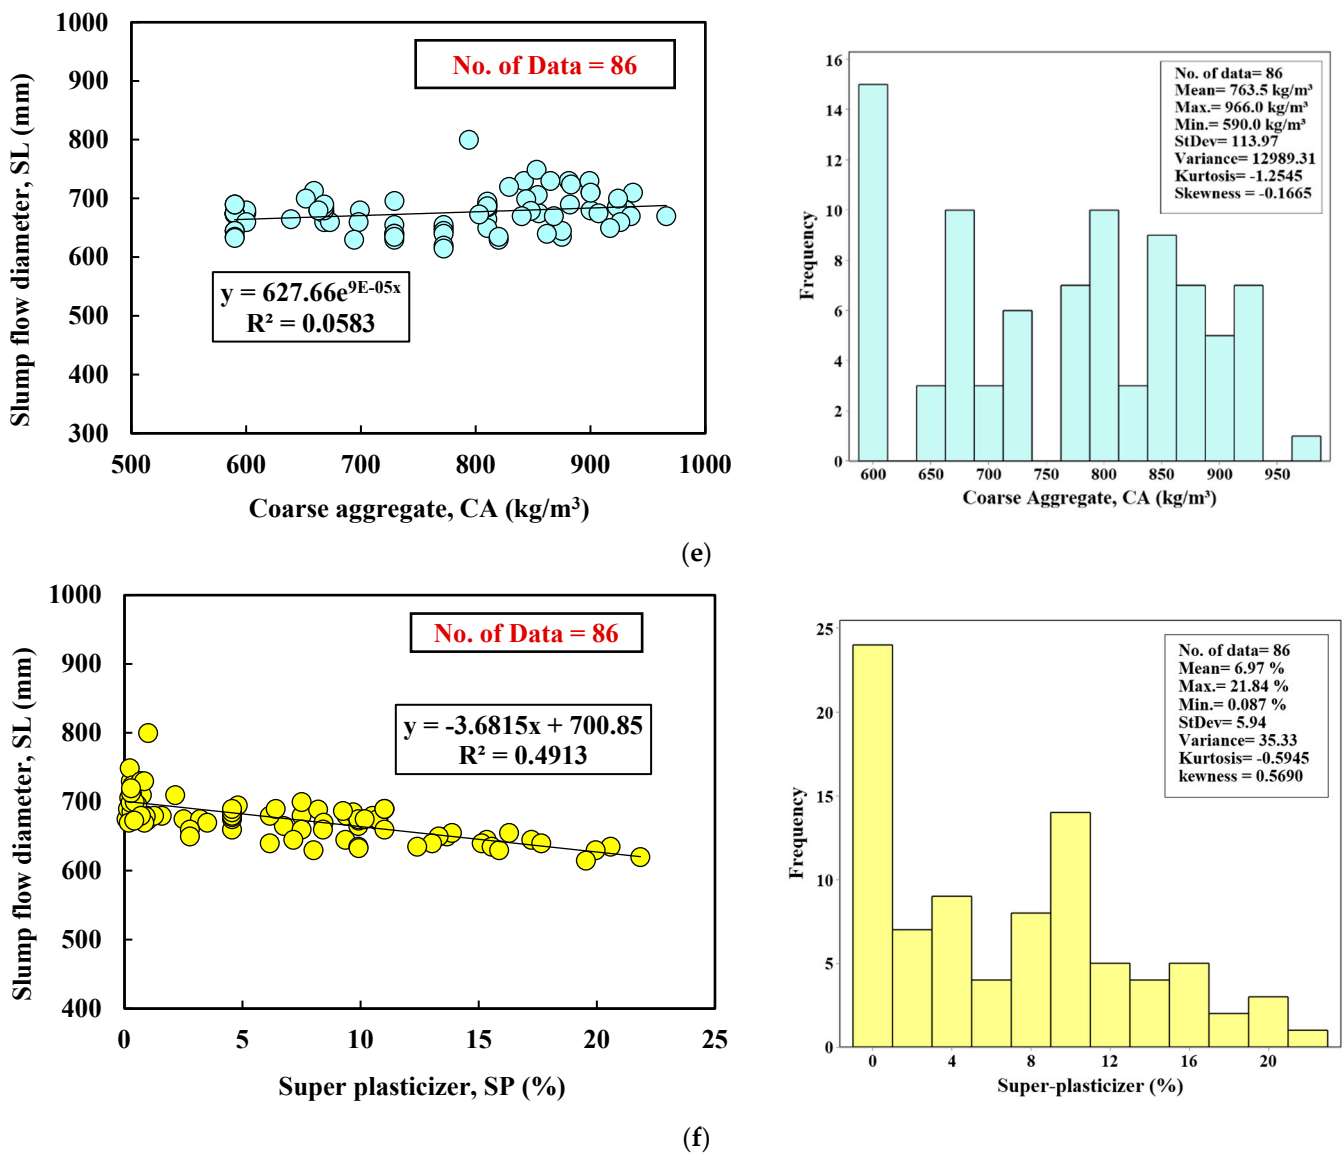 1000
900
800
700
600
500
400
300
Slump flow diameter, SL (mm)
No. of Data = 86
y = 627.66e^9E-05x
R² = 0.0583
500 600 700 800 900 1000
Coarse aggregate, CA (kg/m³)
16
14
12
10
8
6
4
2
0
Frequency
No. of data= 86
Mean= 763.5 kg/m³
Max.= 966.0 kg/m³
Min.= 590.0 kg/m³
StDev= 113.97
Variance= 12989.31
Kurtosis= -1.2545
Skewness= -0.1665
600 650 700 750 800 850 900 950
Coarse Aggregate, CA (kg/m³)
(e)
1000
900
800
700
600
500
400
Slump flow diameter, SL (mm)
No. of Data = 86
y = -3.6815x + 700.85
R² = 0.4913
0 5 10 15 20 25
Super plasticizer, SP (%)
25
20
15
10
5
0
Frequency
No. of data= 86
Mean= 6.97 %
Max.= 21.84 %
Min.= 0.087 %
StDev= 5.94
Variance= 35.33
Kurtosis= -0.5945
kewness = 0.5690
0 4 8 12 16 20
Super-plasticizer (%)
(f)